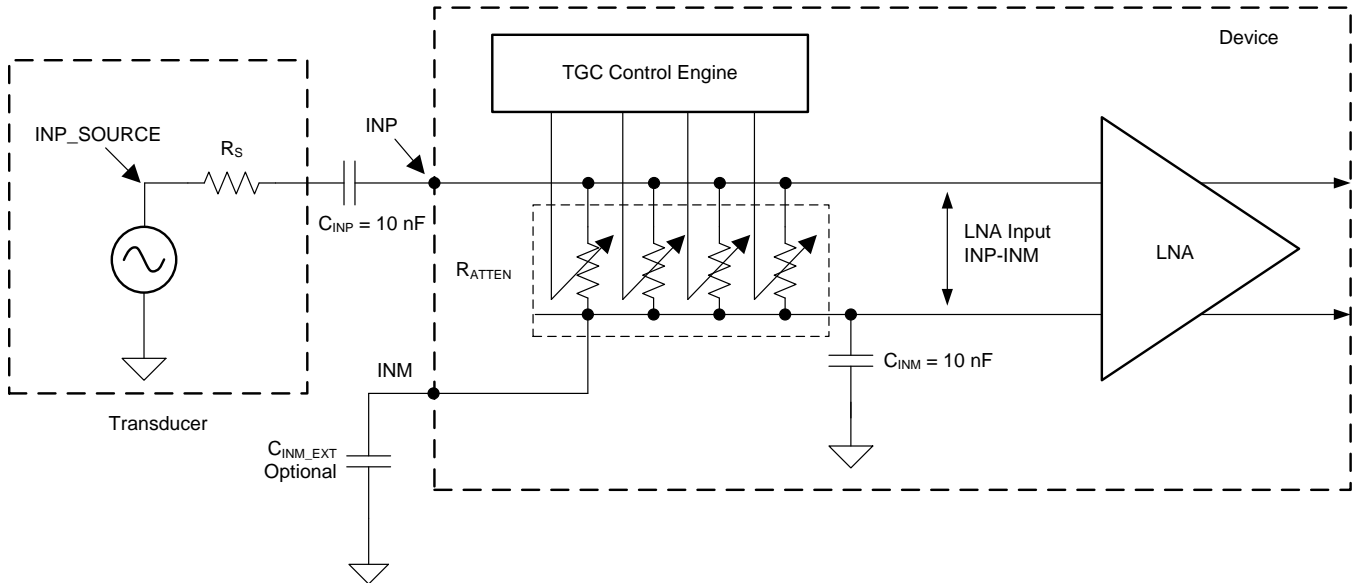 Device
TGC Control Engine
INP_SOURCE
INP
RS
CINP = 10 nF
LNA Input
INP-INM
LNA
RATTEN
INM
CINM = 10 nF
Transducer
CINM_EXT
Optional